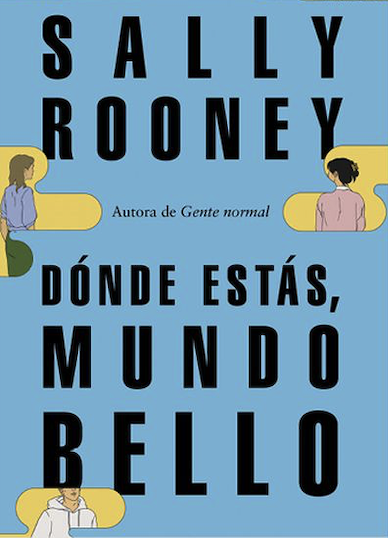 SALLY
ROONEY
Autora de Gente normal
DÓNDE ESTÁS,
MUNDO
BELLO